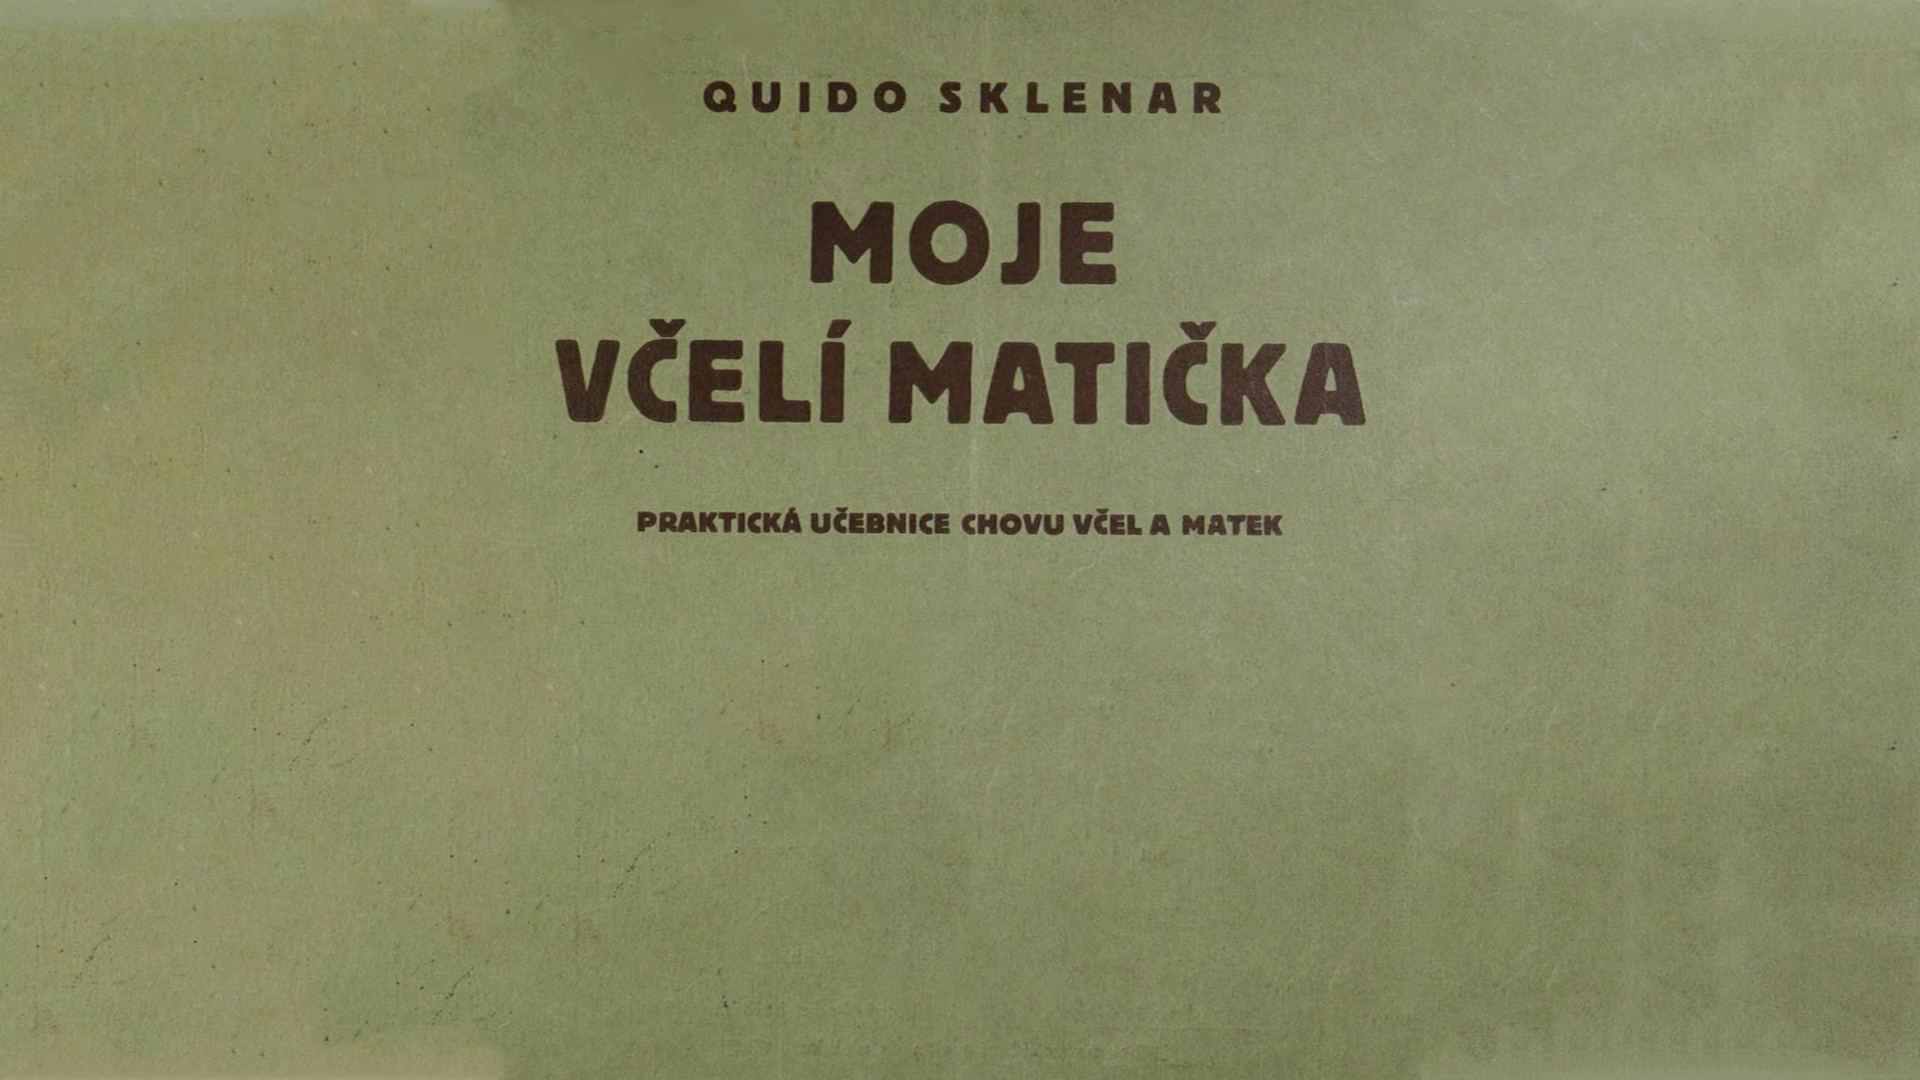 QUIDO SKLENAR
MOJE
VČELÍ MATIČKA
PRAKTICKÁ UČEBNICE CHOVU VČEL A MATEK